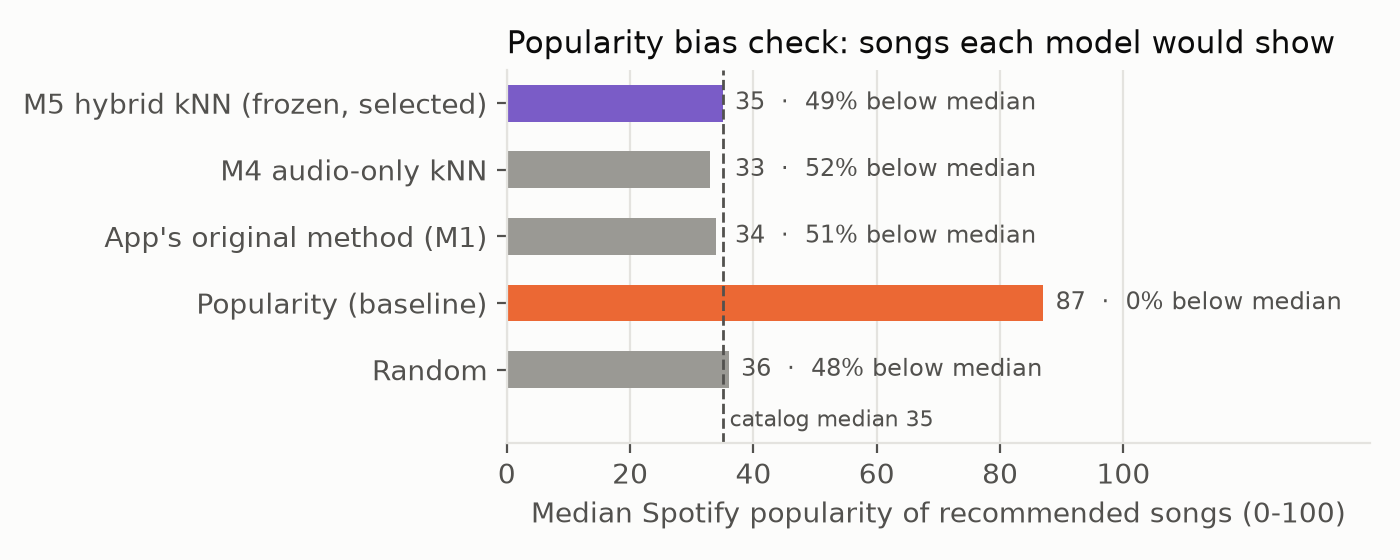 Popularity bias check: songs each model would show
M5 hybrid kNN (frozen, selected)
35 · 49% below median
M4 audio-only kNN
33 · 52% below median
App's original method (M1)
34 · 51% below median
Popularity (baseline)
87 · 0% below median
Random
36 · 48% below median
catalog median 35
0 20 40 60 80 100
Median Spotify popularity of recommended songs (0-100)